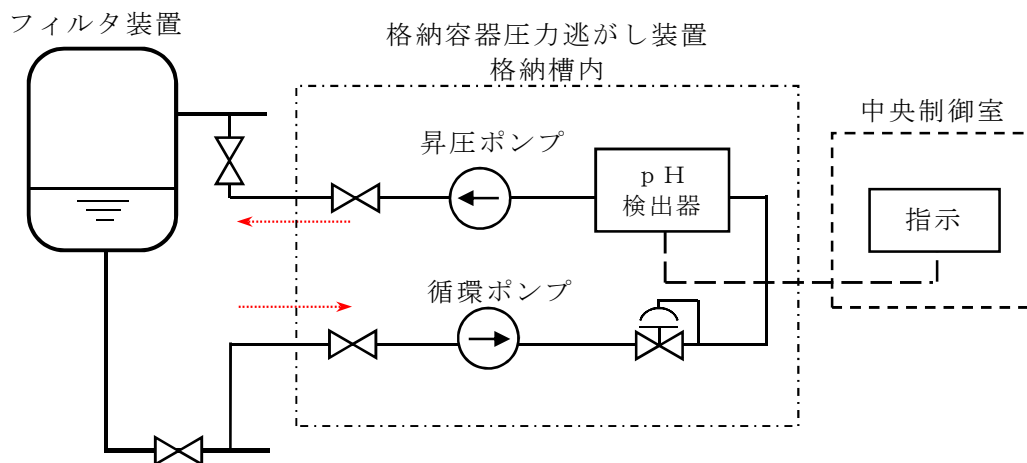 フィルタ装置
格納容器圧力逃がし装置
格納槽内
中央制御室
昇圧ポンプ
ｐＨ
検出器
指示
循環ポンプ